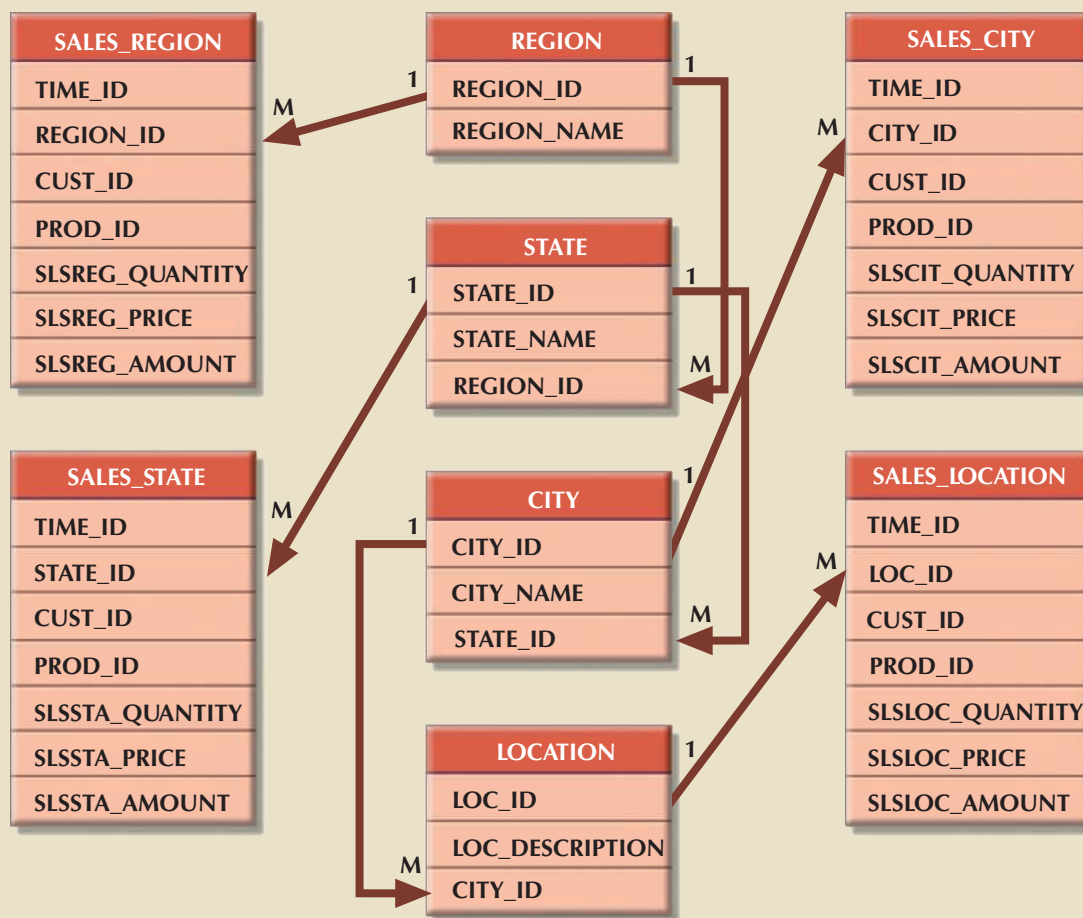 SALES_REGION
TIME_ID
REGION_ID
CUST_ID
PROD_ID
SLSREG_QUANTITY
SLSREG_PRICE
SLSREG_AMOUNT
M
1
REGION
REGION_ID
REGION_NAME
1
M
STATE
STATE_ID
STATE_NAME
REGION_ID
1
1
M
SALES_CITY
TIME_ID
CITY_ID
CUST_ID
PROD_ID
SLSCIT_QUANTITY
SLSCIT_PRICE
SLSCIT_AMOUNT
SALES_STATE
TIME_ID
STATE_ID
CUST_ID
PROD_ID
SLSSTA_QUANTITY
SLSSTA_PRICE
SLSSTA_AMOUNT
M
1
CITY
CITY_ID
CITY_NAME
STATE_ID
1
M
M
LOCATION
LOC_ID
LOC_DESCRIPTION
CITY_ID
1
M
SALES_LOCATION
TIME_ID
LOC_ID
CUST_ID
PROD_ID
SLSLOC_QUANTITY
SLSLOC_PRICE
SLSLOC_AMOUNT